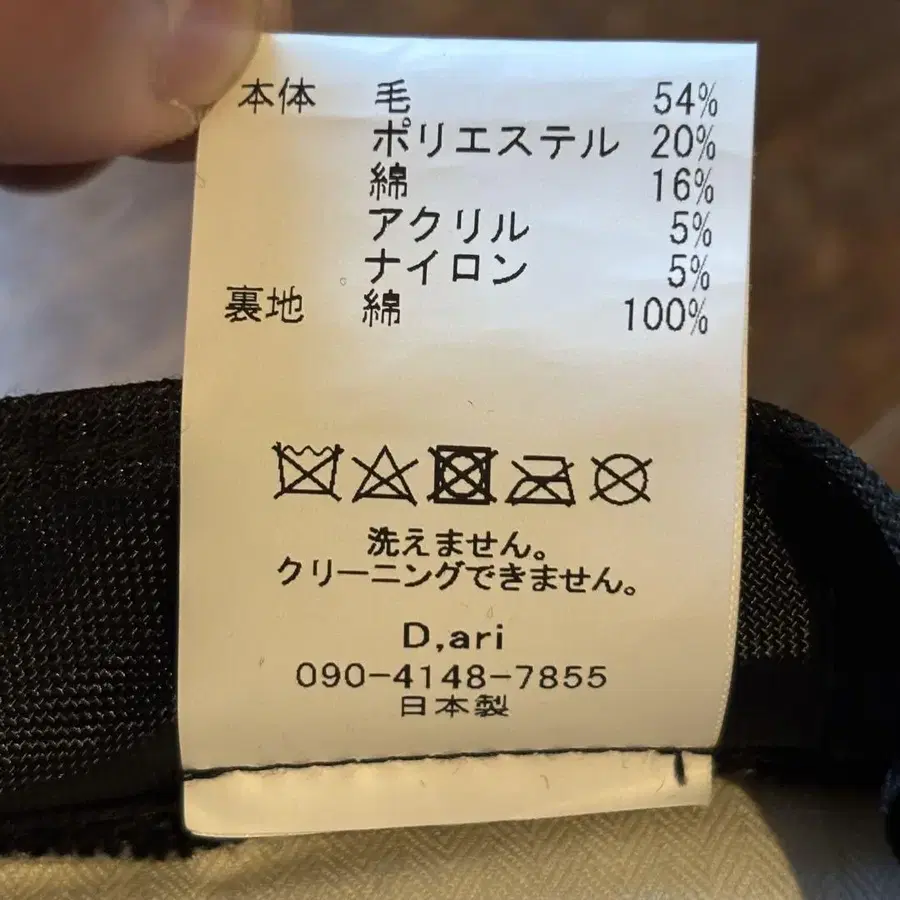 本体 毛 54%
ポリエステル 20%
綿 16%
アクリル 5%
ナイロン 5%
裏地 綿 100%
洗えません。
クリーニングできません。
D,ari
090-4148-7855
日本製